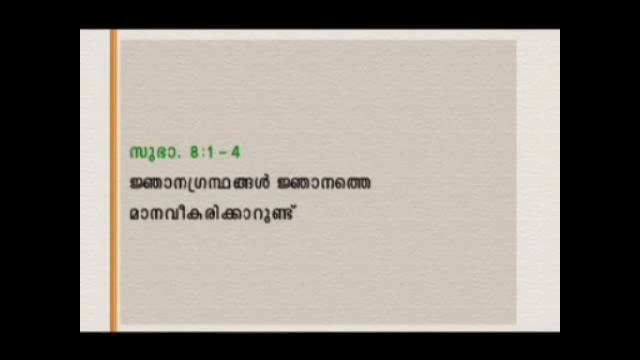 സുഭാ. 8:1 – 4
ജ്ഞാനഗ്രന്ഥങ്ങൾ ജ്ഞാനത്തെ
മാനവീകരിക്കാറുണ്ട്